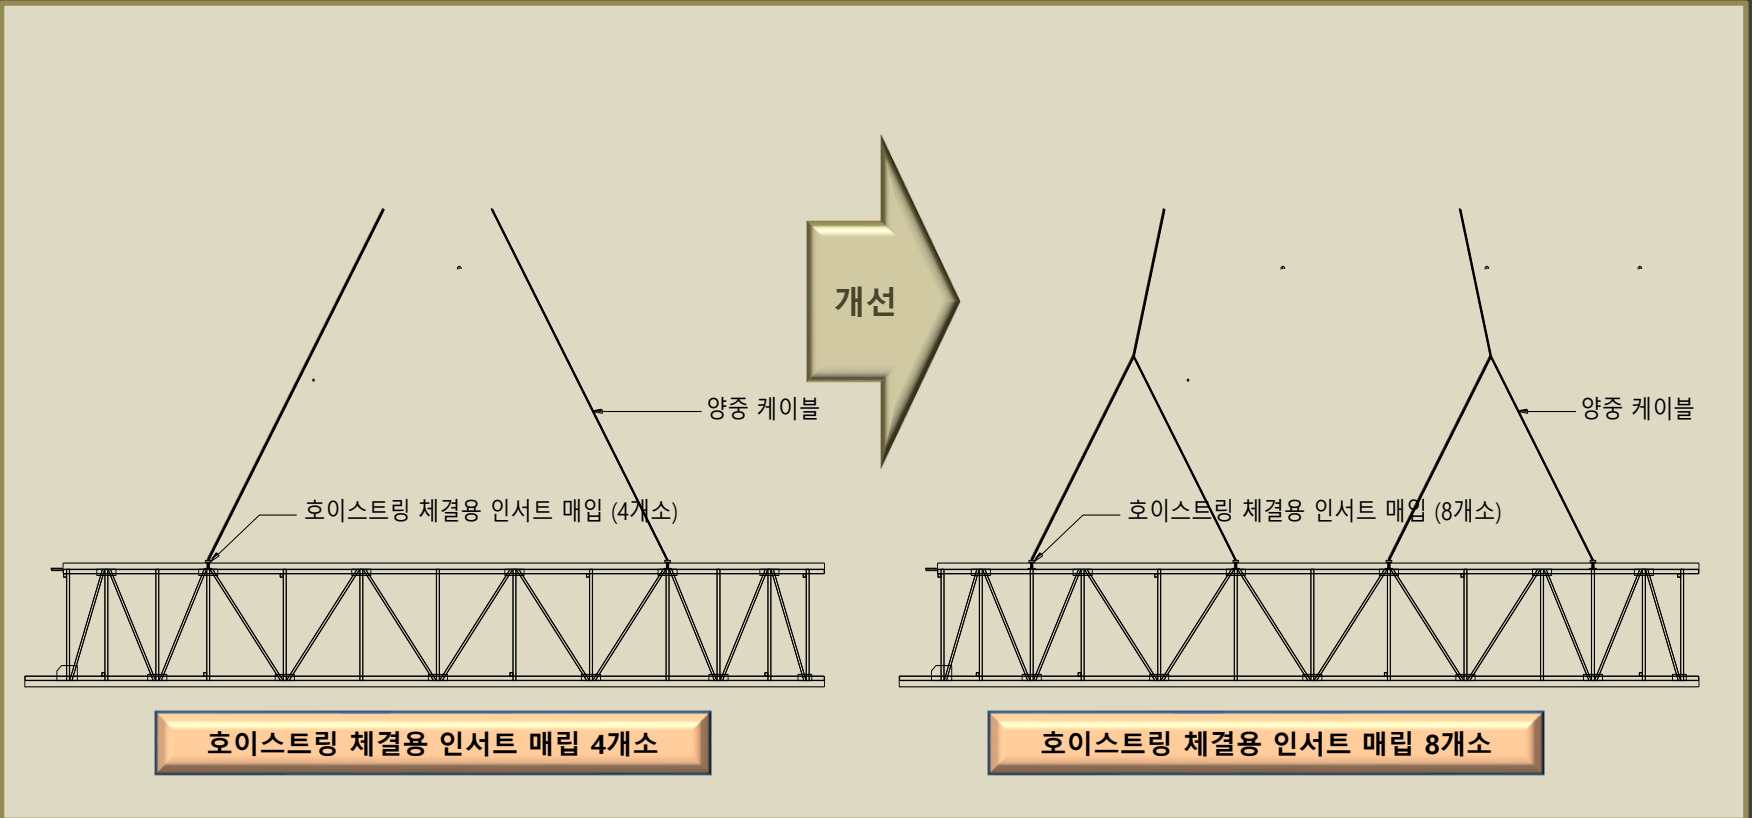 개선
양중 케이블
양중 케이블
호이스트링 체결용 인서트 매입 (4개소)
호이스트링 체결용 인서트 매입 (8개소)
호이스트링 체결용 인서트 매립 4개소
호이스트링 체결용 인서트 매립 8개소